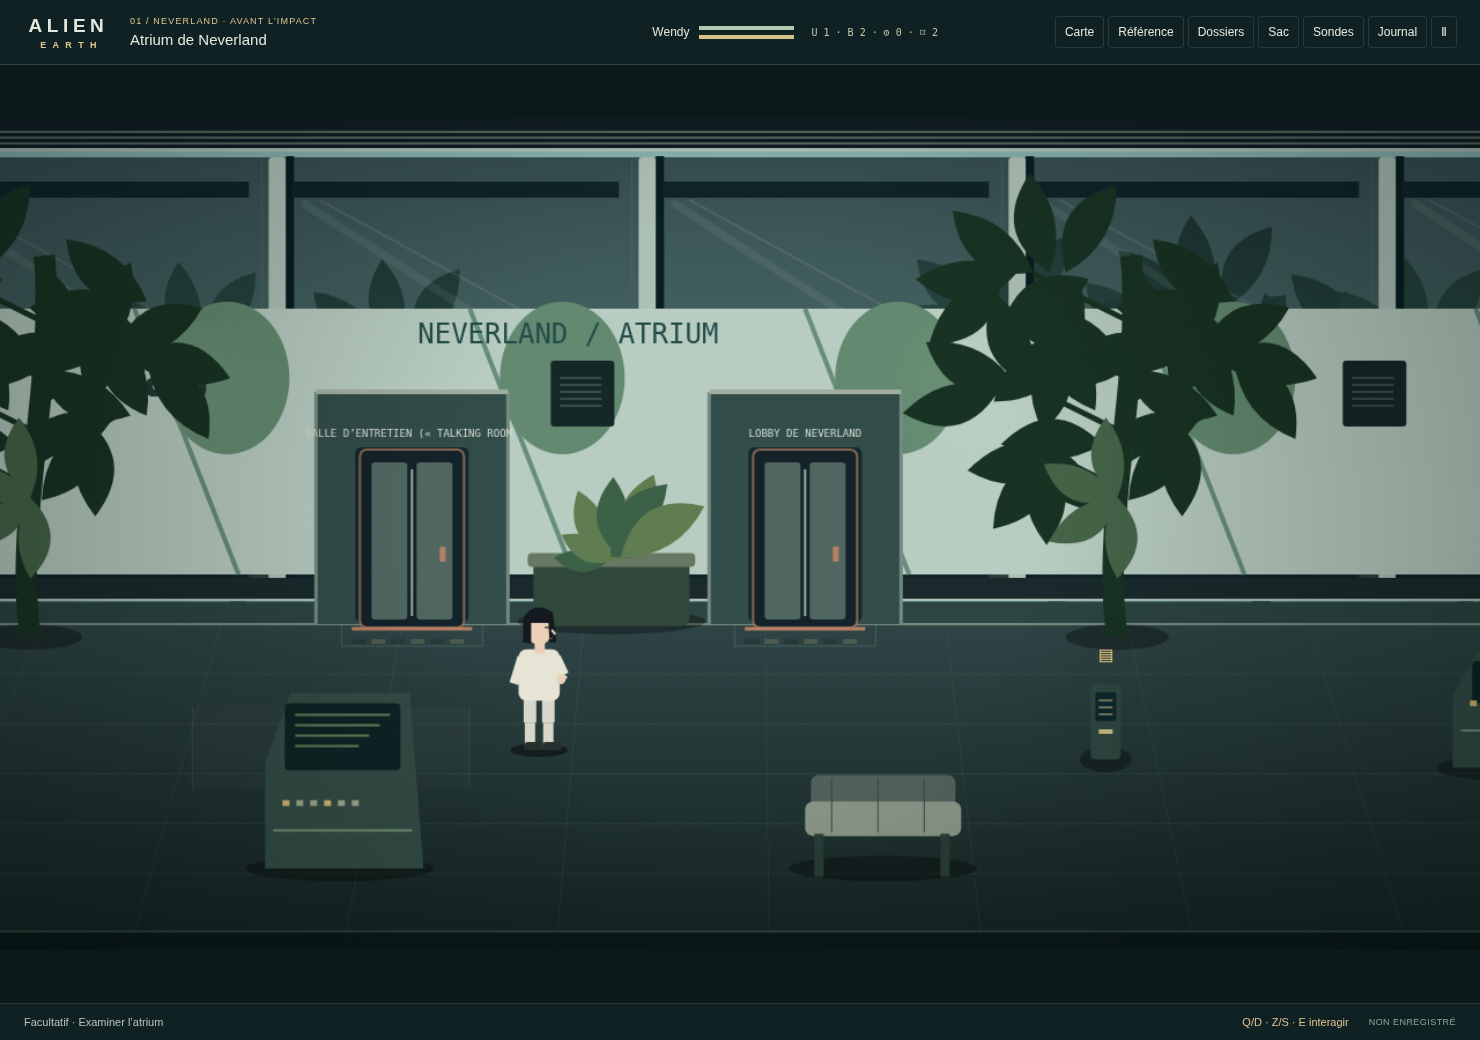 ALIEN
EARTH
01 / NEVERLAND · AVANT L'IMPACT
Atrium de Neverland
Wendy
U 1 · B 2 · ⚙ 0 · ¤ 2
Carte
Référence
Dossiers
Sac
Sondes
Journal
II
NEVERLAND / ATRIUM
SALLE D'ENTRETIEN (« TALKING ROOM
LOBBY DE NEVERLAND
Facultatif · Examiner l'atrium
Q/D · Z/S · E interagir
NON ENREGISTRÉ